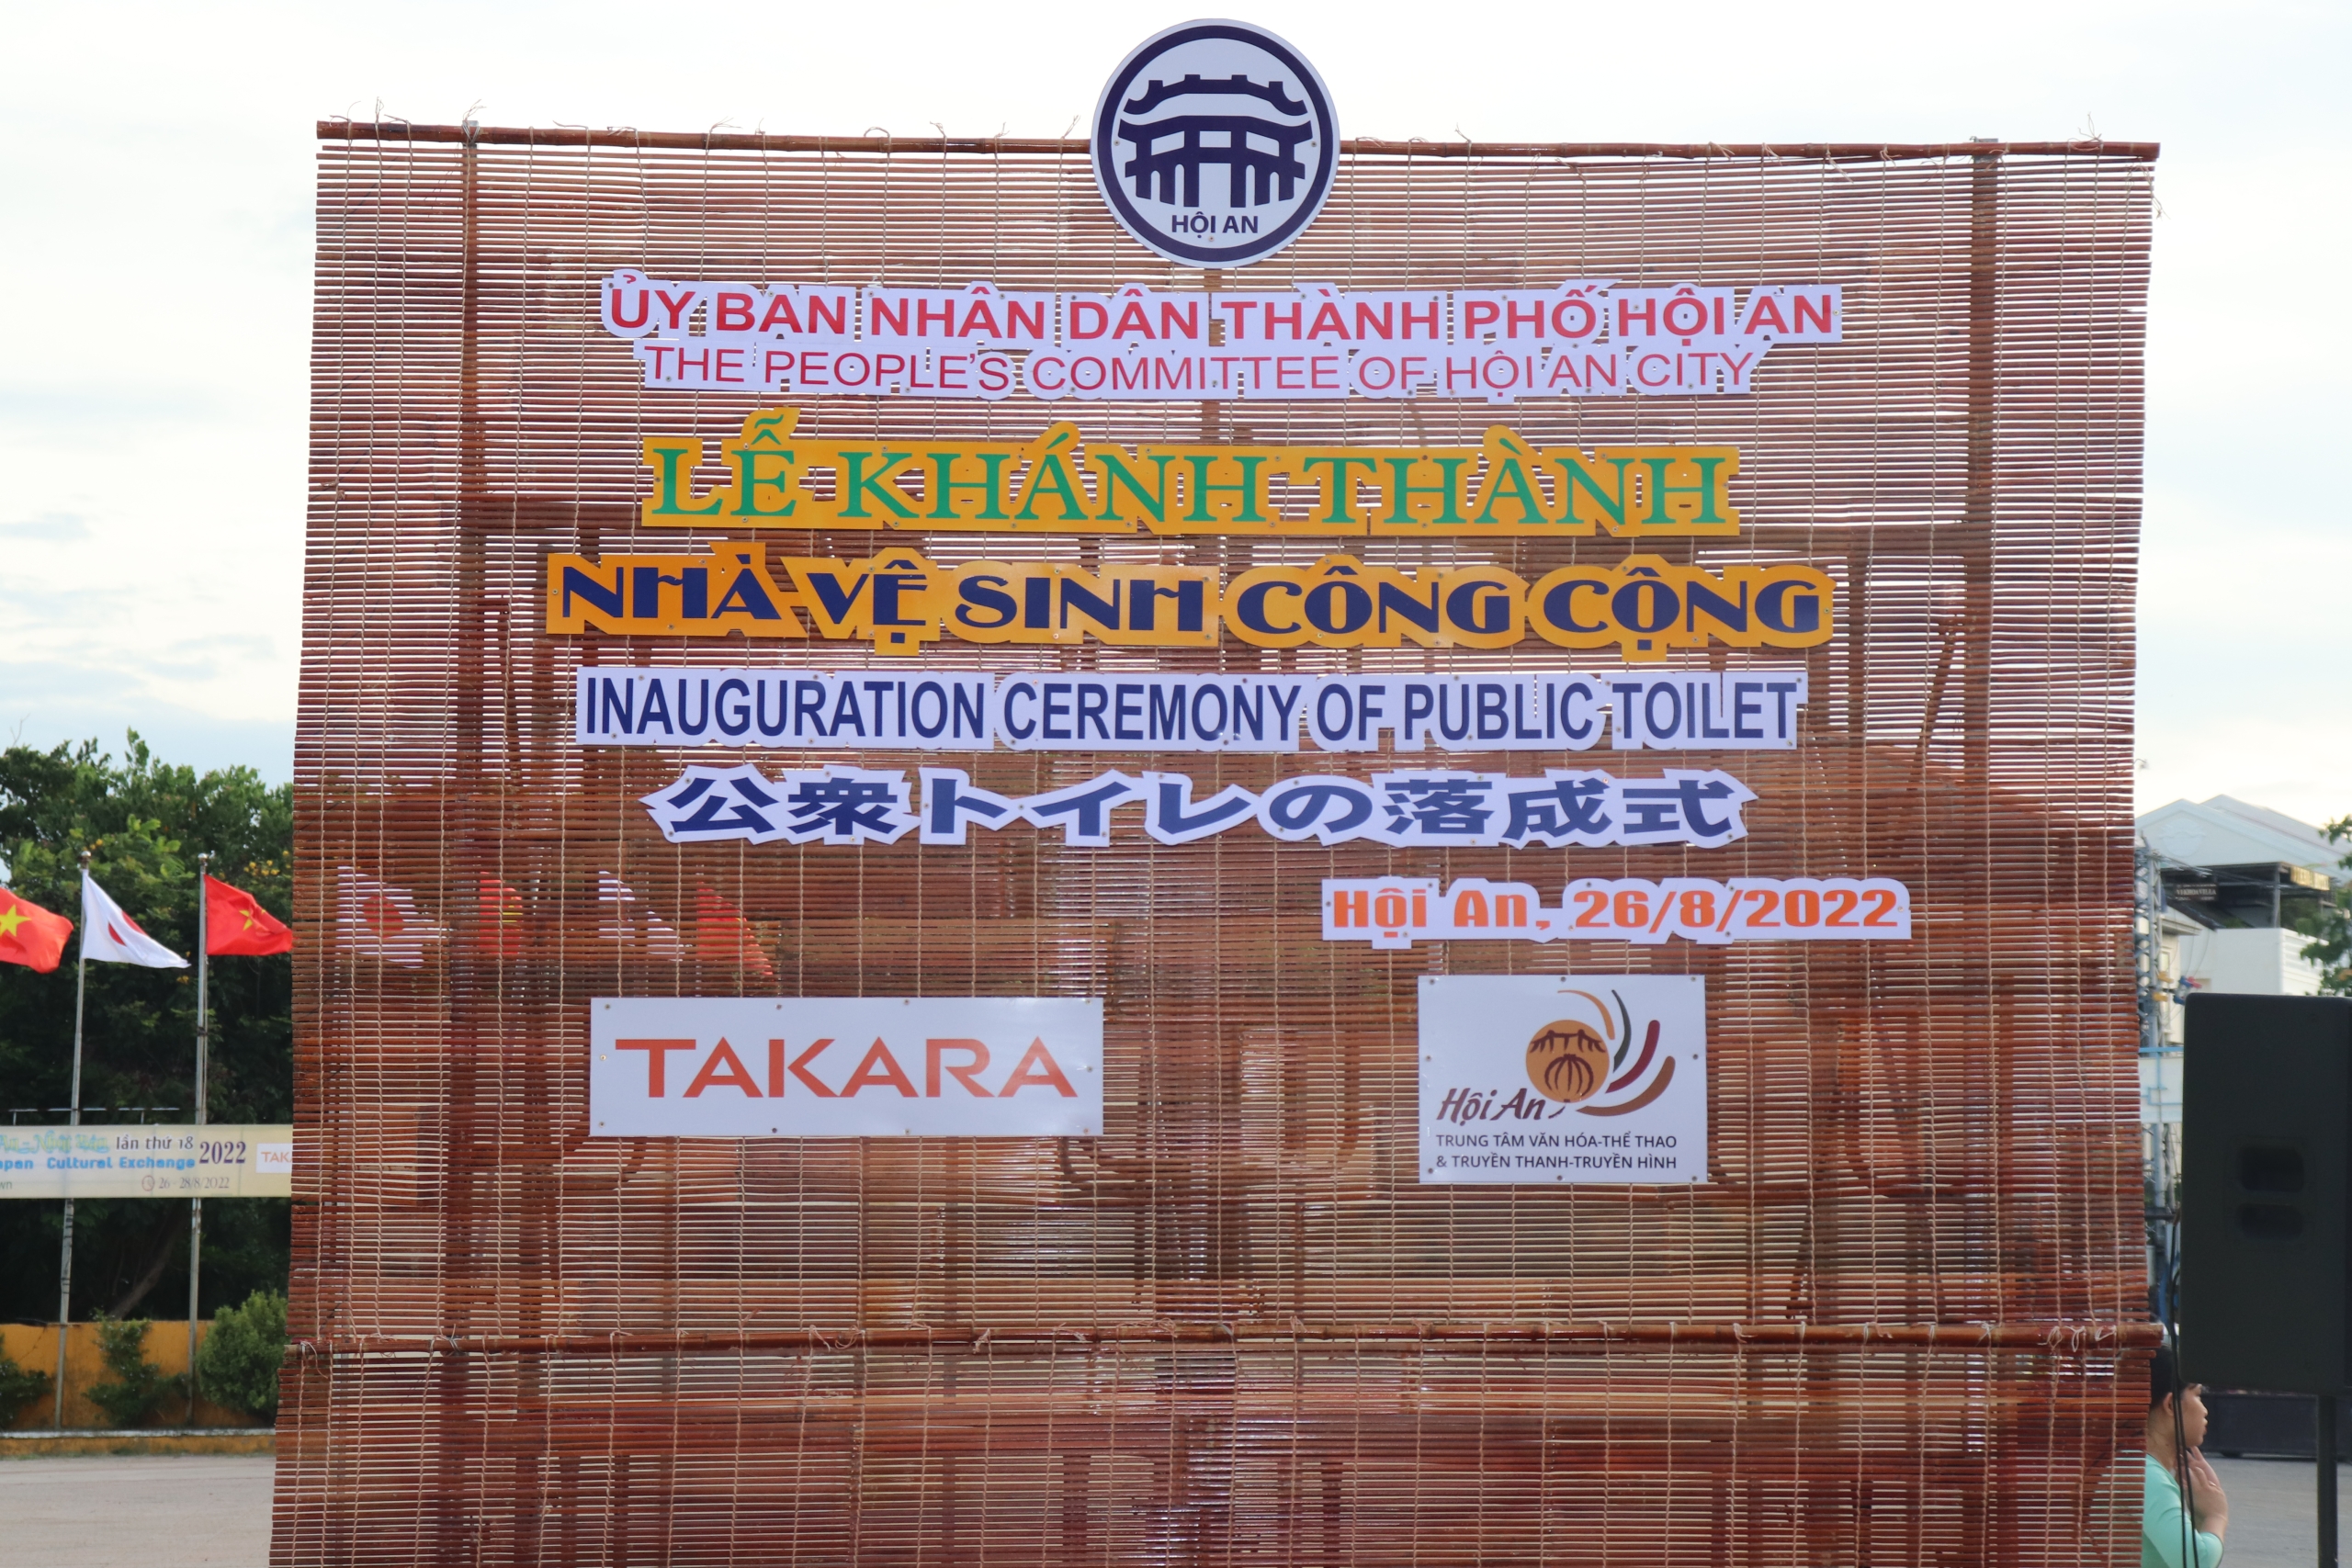 HỘI AN
ỦY BAN NHÂN DÂN THÀNH PHỐ HỘI AN
THE PEOPLE'S COMMITTEE OF HỘI AN CITY
LỄ KHÁNH THÀNH
NHÀ VỆ SINH CÔNG CỘNG
INAUGURATION CEREMONY OF PUBLIC TOILET
公衆トイレの落成式
Hội An, 26/8/2022
TAKARA
Hội An
TRUNG TÂM VĂN HÓA-THỂ THAO
& TRUYỀN THANH-TRUYỀN HÌNH
lần thứ 18 2022
Cultural Exchange
26 - 28/8/2022
TAK